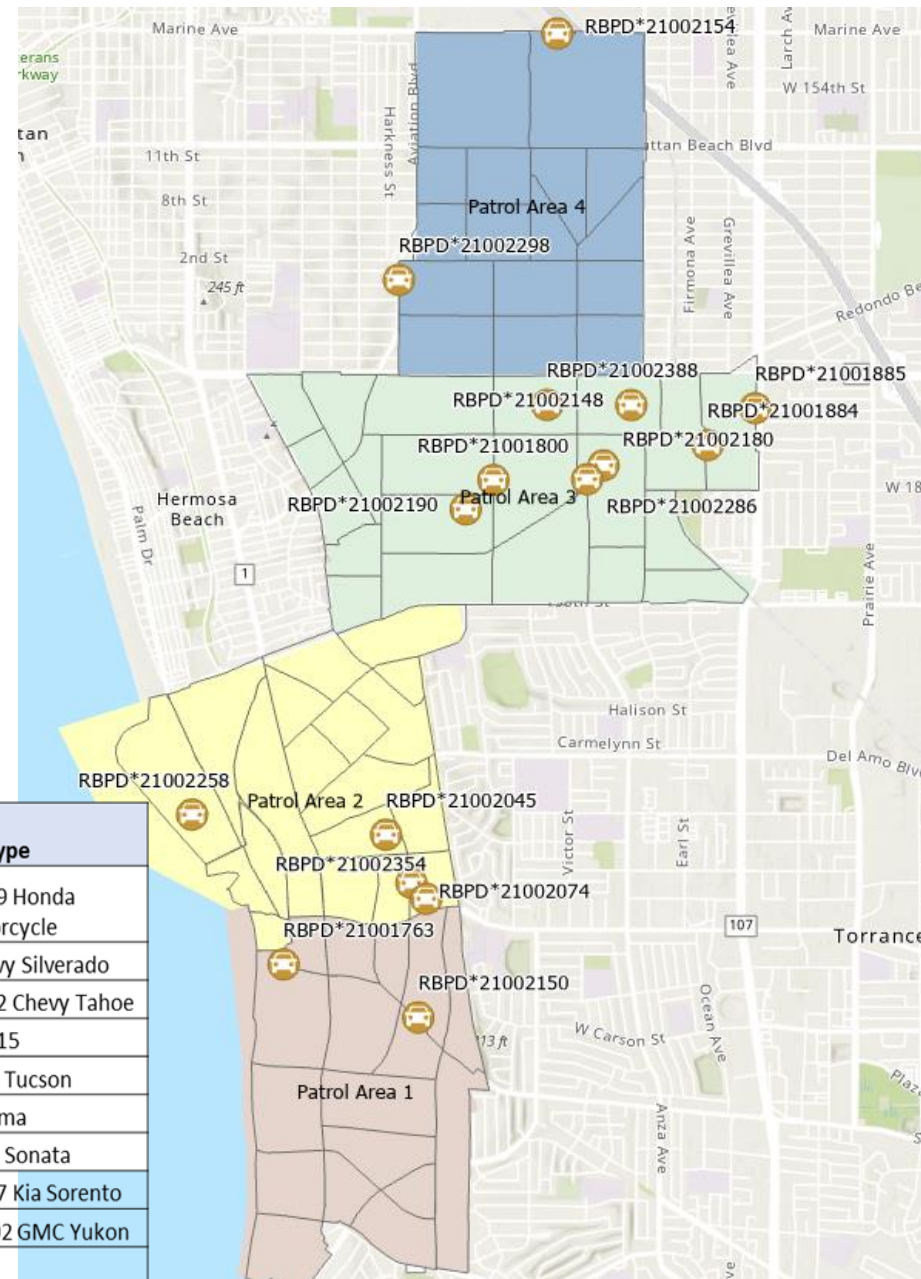 Marine Ave
RBPD*21002154
Marine Ave
Larch Av
erans
rkway
W 154th St
Aviation Blvd
Harkness St
ttan Beach Blvd
11th St
8th St
Patrol Area 4
2nd St
RBPD*21002298
245 ft
Firmona Ave
Grevillea Ave
Redondo Be
RBPD*21002388
RBPD*21001885
RBPD*21002148
RBPD*21001884
RBPD*21001800
RBPD*21002180
RBPD*21002190
Patrol Area 3
RBPD*21002286
W 18
Hermosa
Beach
Palm Dr
1
Prairie Ave
Halison St
Carmelynn St
Del Amo Blv
RBPD*21002258
Patrol Area 2
RBPD*21002045
Victor St
Earl St
RBPD*21002354
RBPD*21002074
RBPD*21001763
107
Torrance
RBPD*21002150
W Carson St
Ocean Ave
Patrol Area 1
Anza Ave
Plaz
ype
9 Honda
rcycle
vy Silverado
2 Chevy Tahoe
15
Tucson
ma
Sonata
7 Kia Sorento
02 GMC Yukon